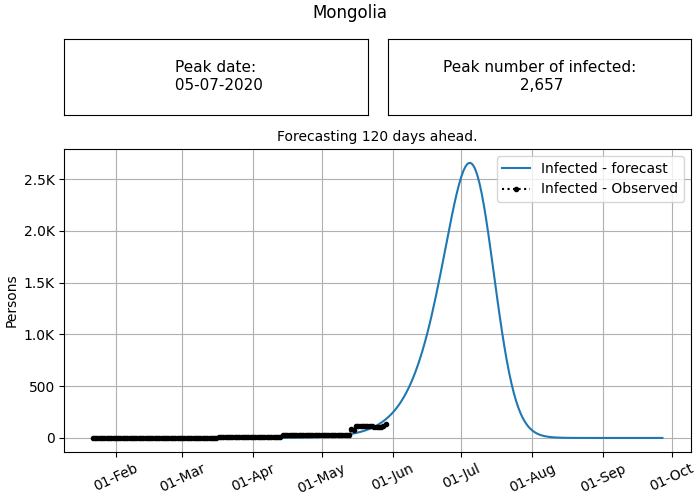 Mongolia
Peak date:
05-07-2020
Peak number of infected:
2,657
Forecasting 120 days ahead.
Infected - forecast
Infected - Observed
Persons
2.5K
2.0K
1.5K
1.0K
500
0
01-Feb
01-Mar
01-Apr
01-May
01-Jun
01-Jul
01-Aug
01-Sep
01-Oct